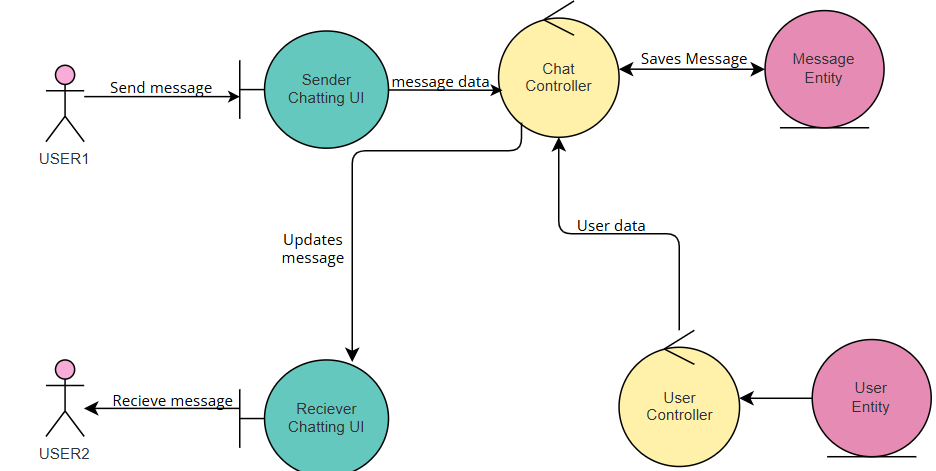 Send message
USER1
Sender
Chatting UI
message data
Chat
Controller
Saves Message
Message
Entity
Updates
message
User data
Recieve message
USER2
Reciever
Chatting UI
User
Controller
User
Entity